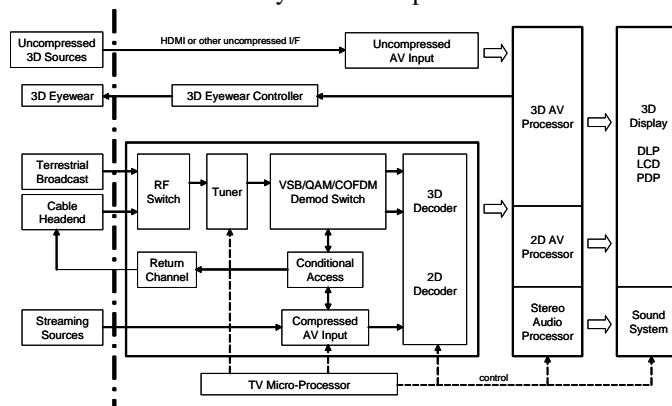 Uncompressed
3D Sources
HDMI or other uncompressed I/F
Uncompressed
AV Input
3D Eyewear
3D Eyewear Controller
3D AV
Processor
3D
Display
DLP
LCD
PDP
Terrestrial
Broadcast
Cable
Headend
RF
Switch
Tuner
VSB/QAM/COFDM
Demod Switch
3D
Decoder
2D
Decoder
2D AV
Processor
Return
Channel
Conditional
Access
Streaming
Sources
Compressed
AV Input
Stereo
Audio
Processor
Sound
System
TV Micro-Processor
control